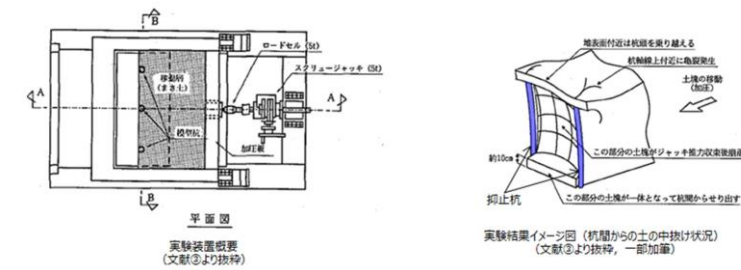 B
B
A
A
移動層
(まさ土)
模型杭
ロードセル (5t)
スクリュージャッキ (5t)
加圧板
平面図
実験装置概要
(文献③より抜粋)
地表面付近は杭頭を乗り越える
杭軸線上付近に亀裂発生
土塊の移動
(加圧)
この部分の土塊がジャッキ推力収束後崩落
約10cm
抑止杭
この部分の土塊が一体となって杭間からせり出す
実験結果イメージ図(杭間からの土の中抜け状況)
(文献③より抜粋,一部加筆)